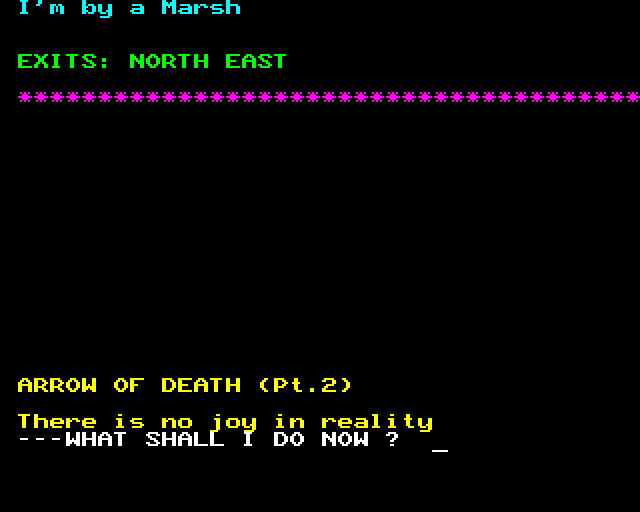 I'm by a Marsh
EXITS: NORTH EAST
***************************************
ARROW OF DEATH (Pt.2)
There is no joy in reality
---WHAT SHALL I DO NOW ? _